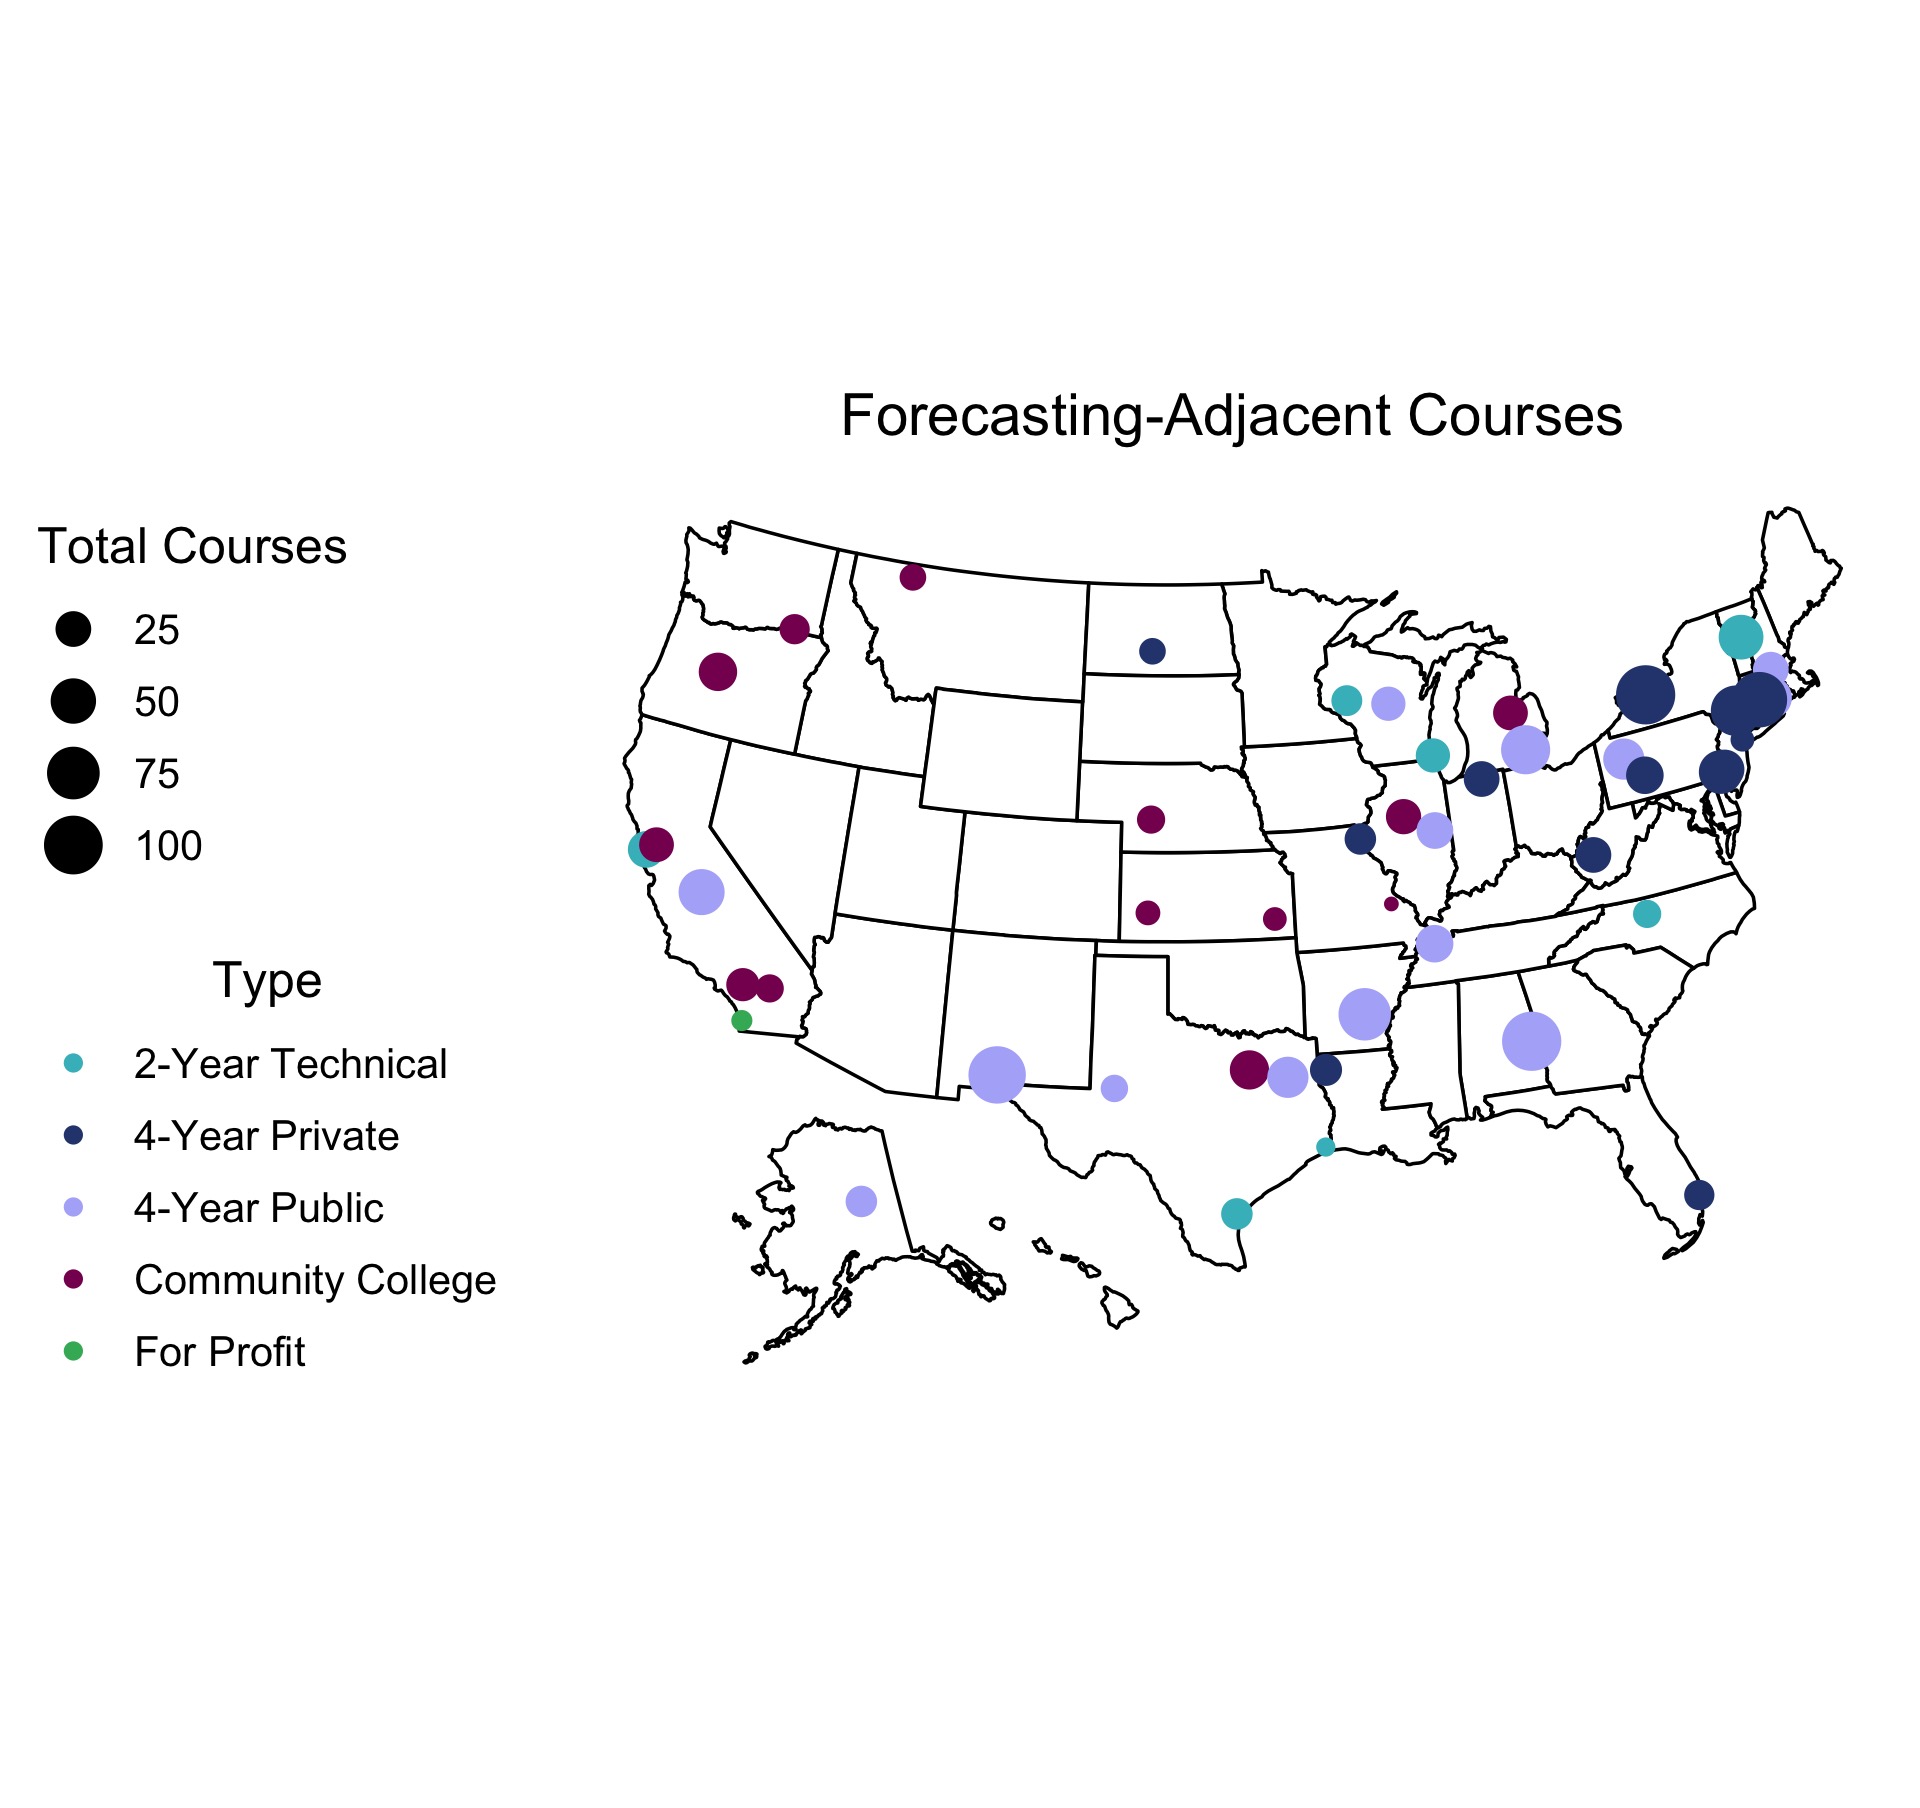 Forecasting-Adjacent Courses
Total Courses
25
50
75
100
Type
2-Year Technical
4-Year Private
4-Year Public
Community College
For Profit